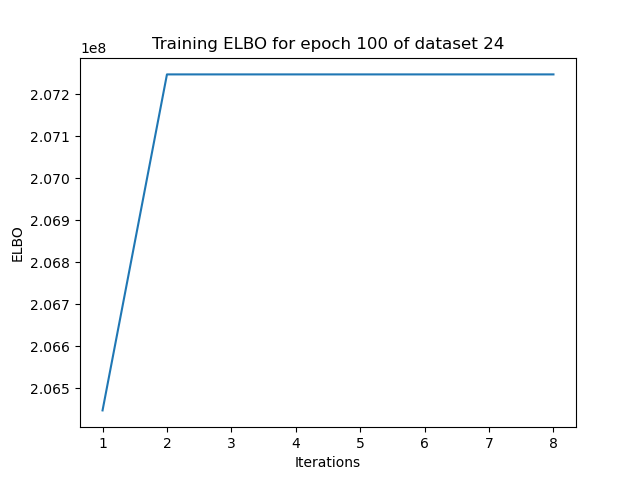 Training ELBO for epoch 100 of dataset 24
1e8
2.072
2.071
2.070
2.069
2.068
2.067
2.066
2.065
ELBO
1 2 3 4 5 6 7 8
Iterations